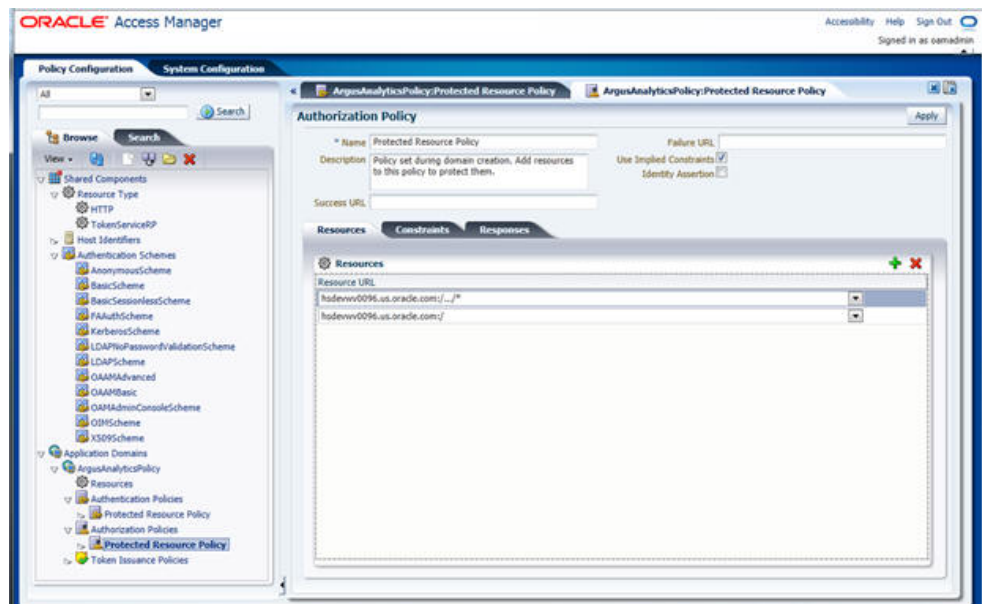 ORACLE® Access Manager
Accessibility Help Sign Out
Signed in as oamadmin
Policy Configuration System Configuration
All
Search
Browse Search
View
Shared Components
Resource Type
HTTP
TokenServiceRP
Host Identifiers
Authentication Schemes
AnonymousScheme
BasicScheme
BasicSessionlessScheme
FAAuthScheme
KerberosScheme
LDAPNoPasswordValidationScheme
LDAPScheme
OAAMAdvanced
OAAMBasic
OAMAdminConsoleScheme
OIMScheme
X509Scheme
Application Domains
ArgusAnalyticsPolicy
Resources
Authentication Policies
Protected Resource Policy
Authorization Policies
Protected Resource Policy
Token Issuance Policies
ArgusAnalyticsPolicy:Protected Resource Policy ArgusAnalyticsPolicy:Protected Resource Policy
Authorization Policy Apply
* Name Protected Resource Policy
Description Policy set during domain creation. Add resources
to this policy to protect them.
Success URL
Failure URL
Use Implied Constraints
Identity Assertion
Resources Constraints Responses
Resources
Resource URL
hsdevwv0096.us.oracle.com:/.../*
hsdevwv0096.us.oracle.com:/